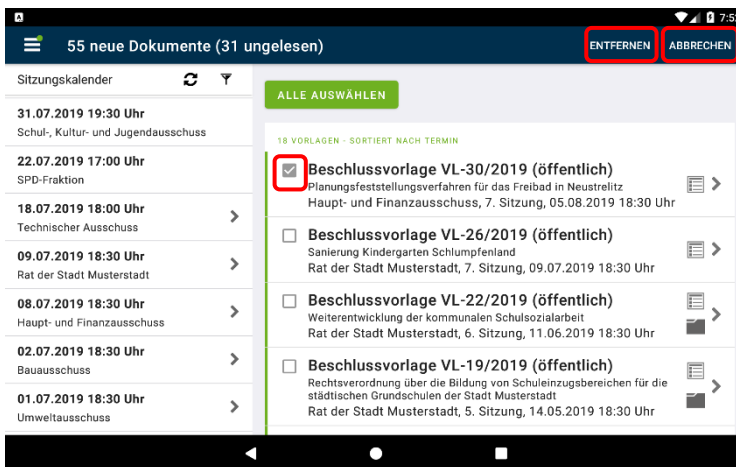 55 neue Dokumente (31 ungelesen)
ENTFERNEN
ABBRECHEN
Sitzungskalender
31.07.2019 19:30 Uhr
Schul-, Kultur- und Jugendausschuss
22.07.2019 17:00 Uhr
SPD-Fraktion
18.07.2019 18:00 Uhr
Technischer Ausschuss
09.07.2019 18:30 Uhr
Rat der Stadt Musterstadt
08.07.2019 18:30 Uhr
Haupt- und Finanzausschuss
02.07.2019 18:30 Uhr
Bauausschuss
01.07.2019 18:30 Uhr
Umweltausschuss
ALLE AUSWÄHLEN
18 VORLAGEN - SORTIERT NACH TERMIN
Beschlussvorlage VL-30/2019 (öffentlich)
Planungsfeststellungsverfahren für das Freibad in Neustrelitz
Haupt- und Finanzausschuss, 7. Sitzung, 05.08.2019 18:30 Uhr
Beschlussvorlage VL-26/2019 (öffentlich)
Sanierung Kindergarten Schlumpfenland
Rat der Stadt Musterstadt, 7. Sitzung, 09.07.2019 18:30 Uhr
Beschlussvorlage VL-22/2019 (öffentlich)
Weiterentwicklung der kommunalen Schulsozialarbeit
Rat der Stadt Musterstadt, 6. Sitzung, 11.06.2019 18:30 Uhr
Beschlussvorlage VL-19/2019 (öffentlich)
Rechtsverordnung über die Bildung von Schuleinzugsbereichen für die
städtischen Grundschulen der Stadt Musterstadt
Rat der Stadt Musterstadt, 5. Sitzung, 14.05.2019 18:30 Uhr